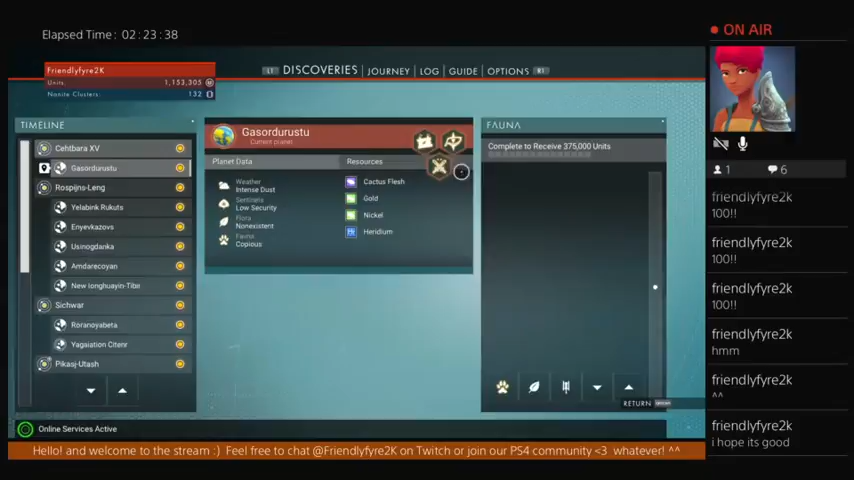 Elapsed Time: 02:23:38
ON AIR
Friendlyfyre2K
Units: 1,153,305
Nanite Clusters: 132
L1 DISCOVERIES | JOURNEY | LOG | GUIDE | OPTIONS R1
TIMELINE
Cehtbara XV
Gasordurustu
Rospijns-Leng
Yelabink Rukuts
Enyevkazovs
Usinogdanka
Amdarecoyan
New Ionghuayin-Tibe
Sichwar
Roranoyabeta
Yagaiation Citenr
Pikasj-Utash
Gasordurustu
Current planet
Planet Data
Resources
Weather
Intense Dust
Sentinels
Low Security
Flora
Nonexistent
Fauna
Copious
Cactus Flesh
Gold
Nickel
Heridium
FAUNA
Complete to Receive 375,000 Units
RETURN
Online Services Active
Hello! and welcome to the stream :) Feel free to chat @Friendlyfyre2K on Twitch or join our PS4 community <3 whatever! ^^
1
6
friendlyfyre2k
100!!
friendlyfyre2k
100!!
friendlyfyre2k
100!!
friendlyfyre2k
hmm
friendlyfyre2k
^^
friendlyfyre2k
i hope its good